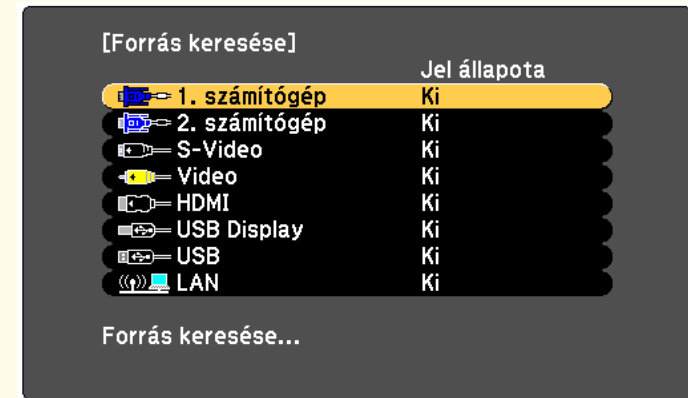 [Forrás keresése]
Jel állapota
1. számítógép Ki
2. számítógép Ki
S-Video Ki
Video Ki
HDMI Ki
USB Display Ki
USB Ki
LAN Ki
Forrás keresése...